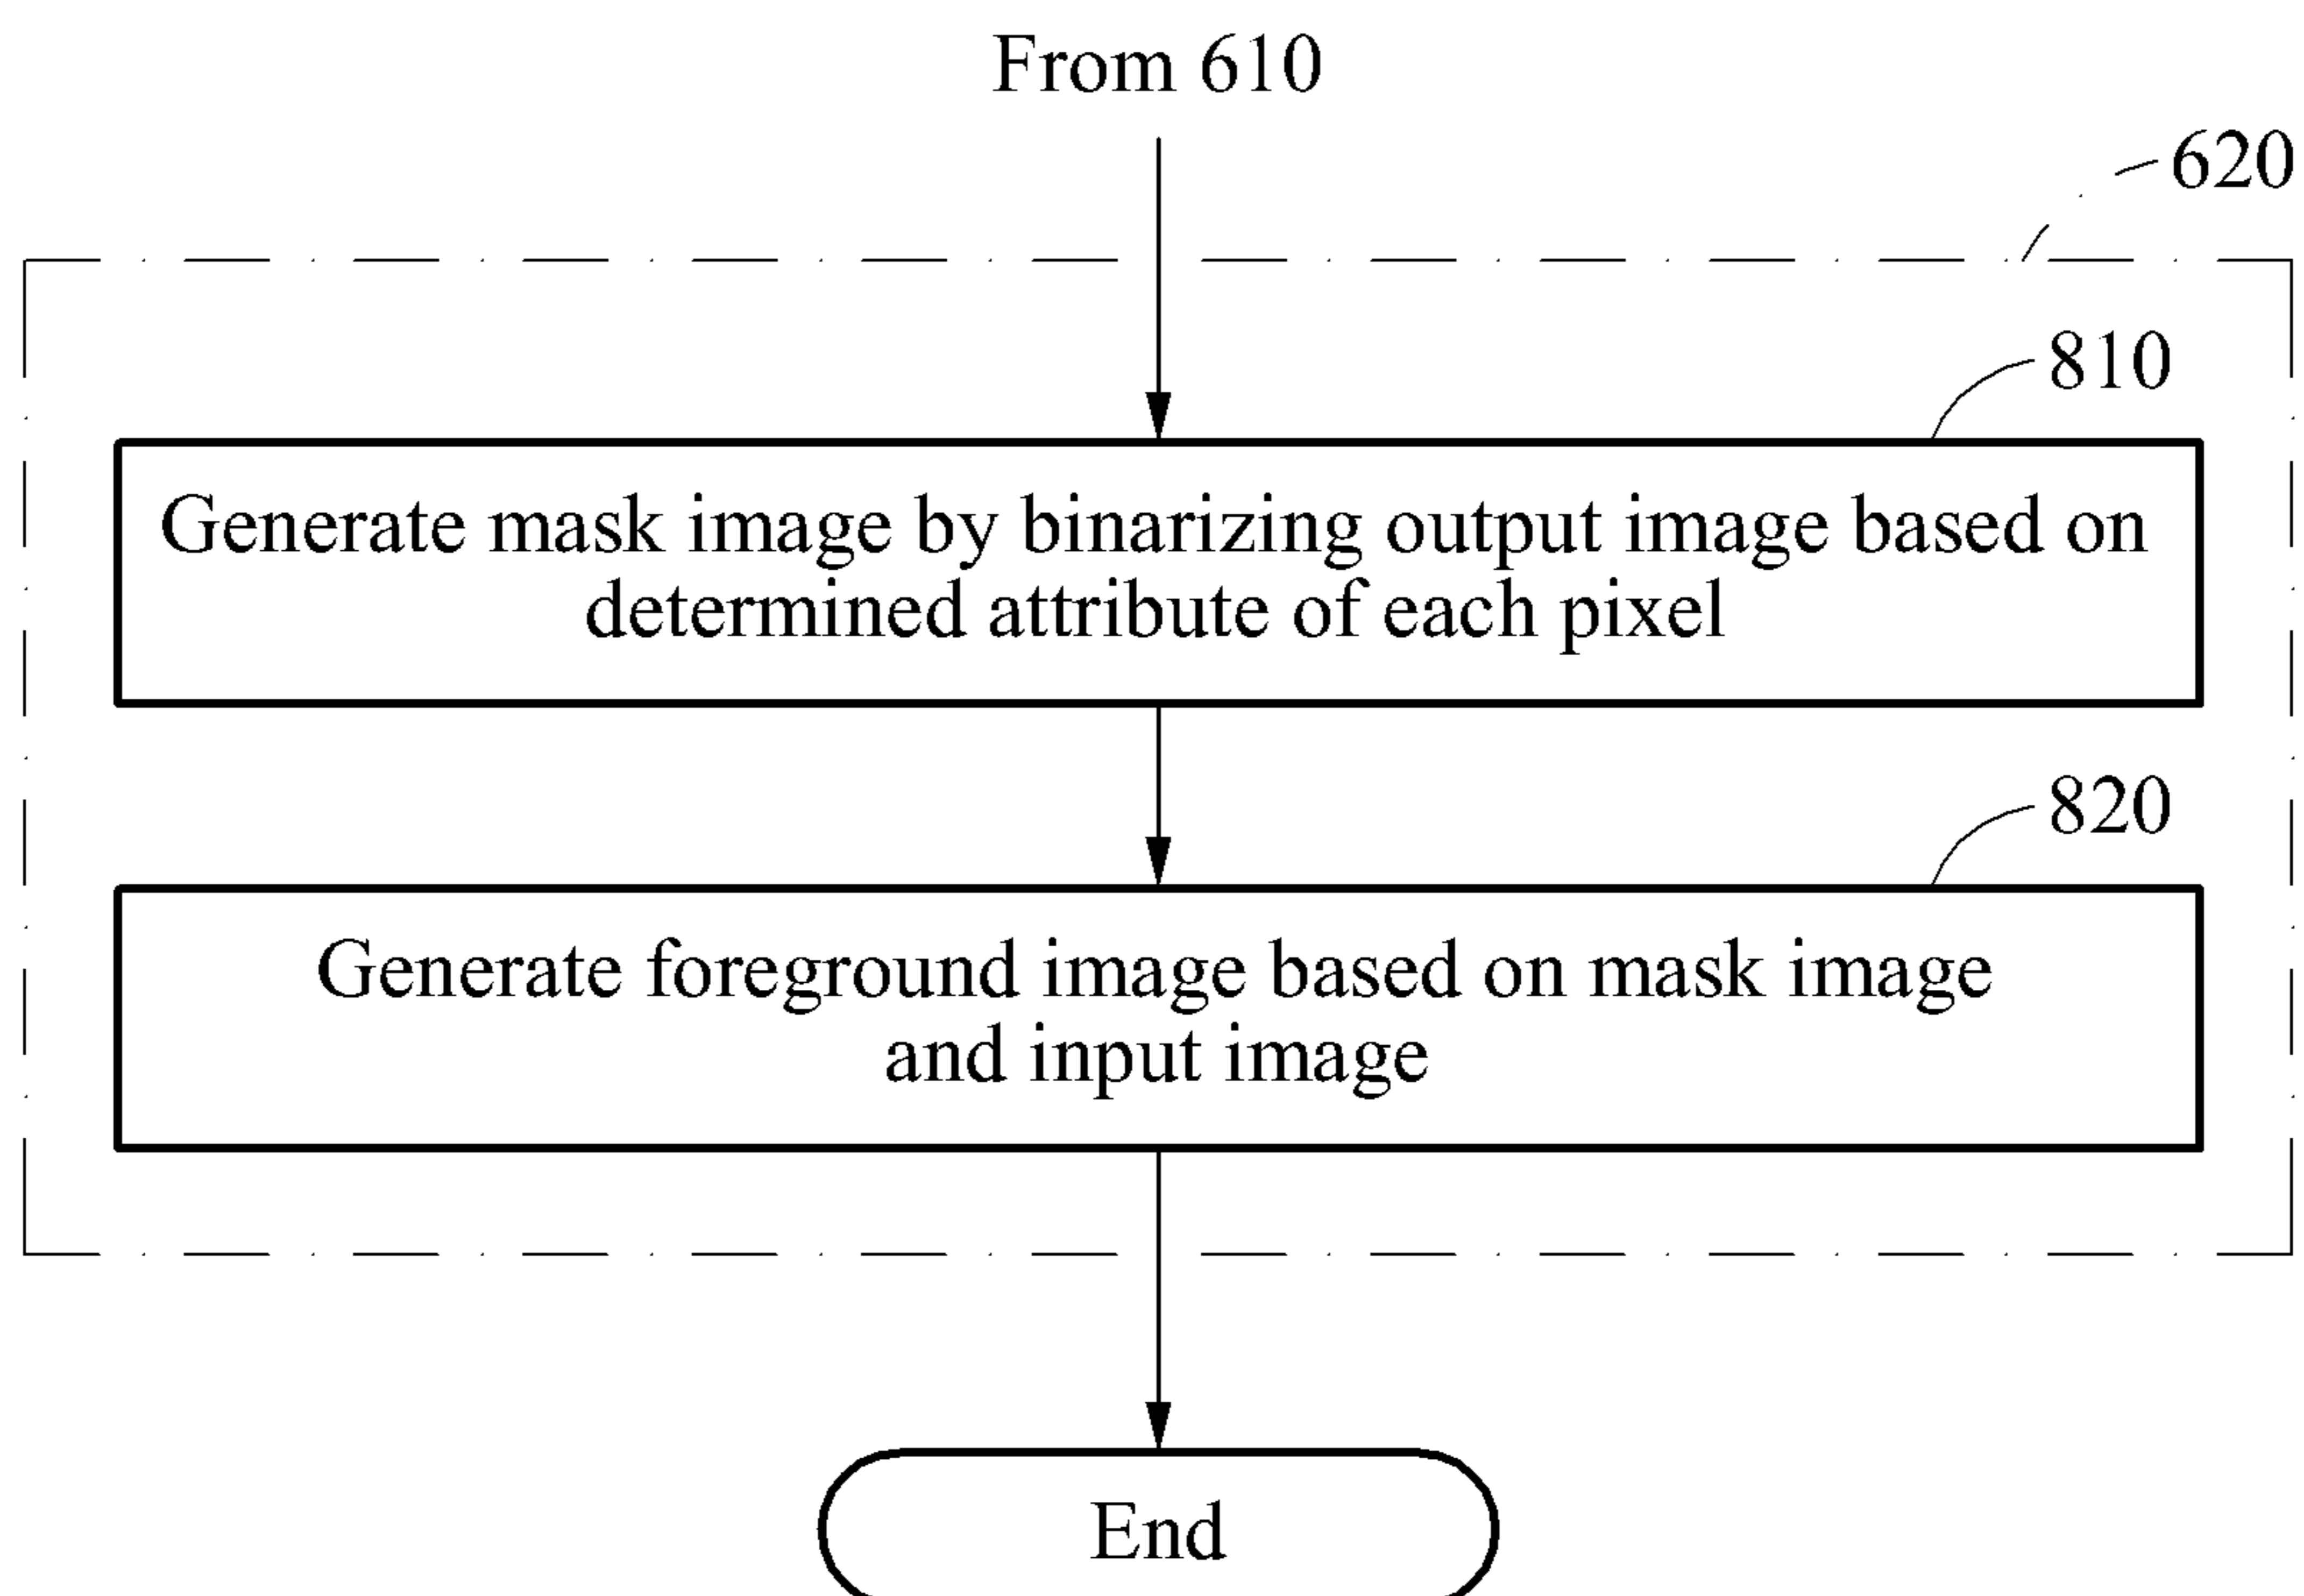 From 610
620
810
Generate mask image by binarizing output image based on
determined attribute of each pixel
820
Generate foreground image based on mask image
and input image
End